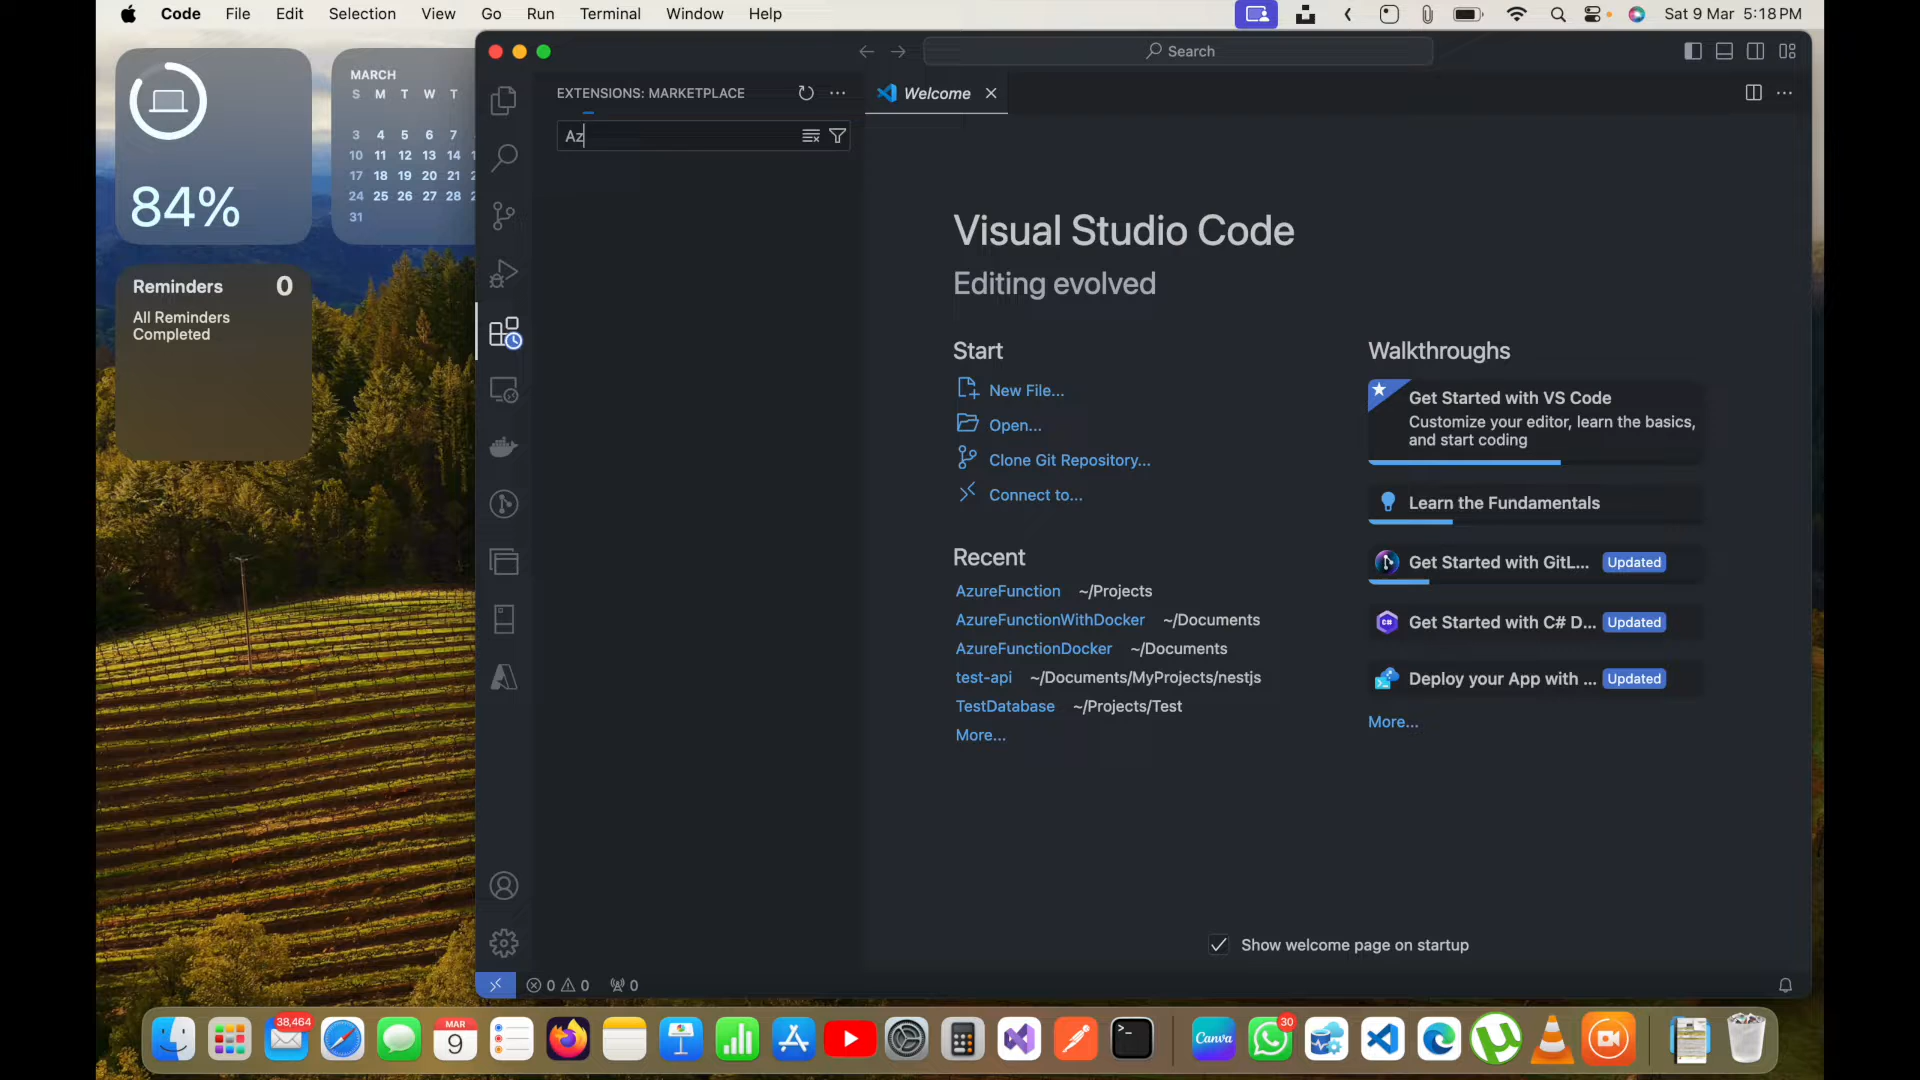 Code File Edit Selection View Go Run Terminal Window Help
Sat 9 Mar 5:18 PM
84%
MARCH
S M T W T
3 4 5 6 7
10 11 12 13 14
17 18 19 20 21
24 25 26 27 28
31
Reminders 0
All Reminders
Completed
Search
EXTENSIONS: MARKETPLACE
Az
Welcome
Visual Studio Code
Editing evolved
Start
New File...
Open...
Clone Git Repository...
Connect to...
Recent
AzureFunction ~/Projects
AzureFunctionWithDocker ~/Documents
AzureFunctionDocker ~/Documents
test-api ~/Documents/MyProjects/nestjs
TestDatabase ~/Projects/Test
More...
Walkthroughs
Get Started with VS Code
Customize your editor, learn the basics,
and start coding
Learn the Fundamentals
Get Started with GitL... Updated
Get Started with C# D... Updated
Deploy your App with ... Updated
More...
Show welcome page on startup
0 0 0
38,464
MAR
9
Canva
30